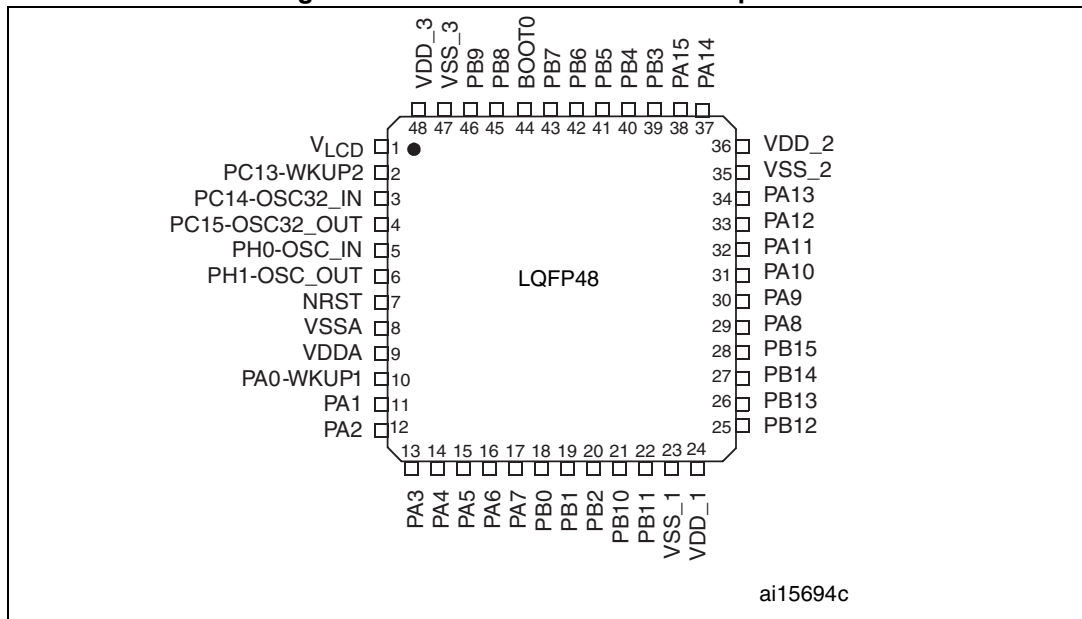 VDD_3
VSS_3
PB9
PB8
BOOT0
PB7
PB6
PB5
PB4
PB3
PA15
PA14
48 47 46 45 44 43 42 41 40 39 38 37
VLCD 1
PC13-WKUP2 2
PC14-OSC32_IN 3
PC15-OSC32_OUT 4
PH0-OSC_IN 5
PH1-OSC_OUT 6
NRST 7
VSSA 8
VDDA 9
PA0-WKUP1 10
PA1 11
PA2 12
LQFP48
36 VDD_2
35 VSS_2
34 PA13
33 PA12
32 PA11
31 PA10
30 PA9
29 PA8
28 PB15
27 PB14
26 PB13
25 PB12
13 14 15 16 17 18 19 20 21 22 23 24
PA3
PA4
PA5
PA6
PA7
PB0
PB1
PB2
PB10
PB11
VSS_1
VDD_1
ai15694c